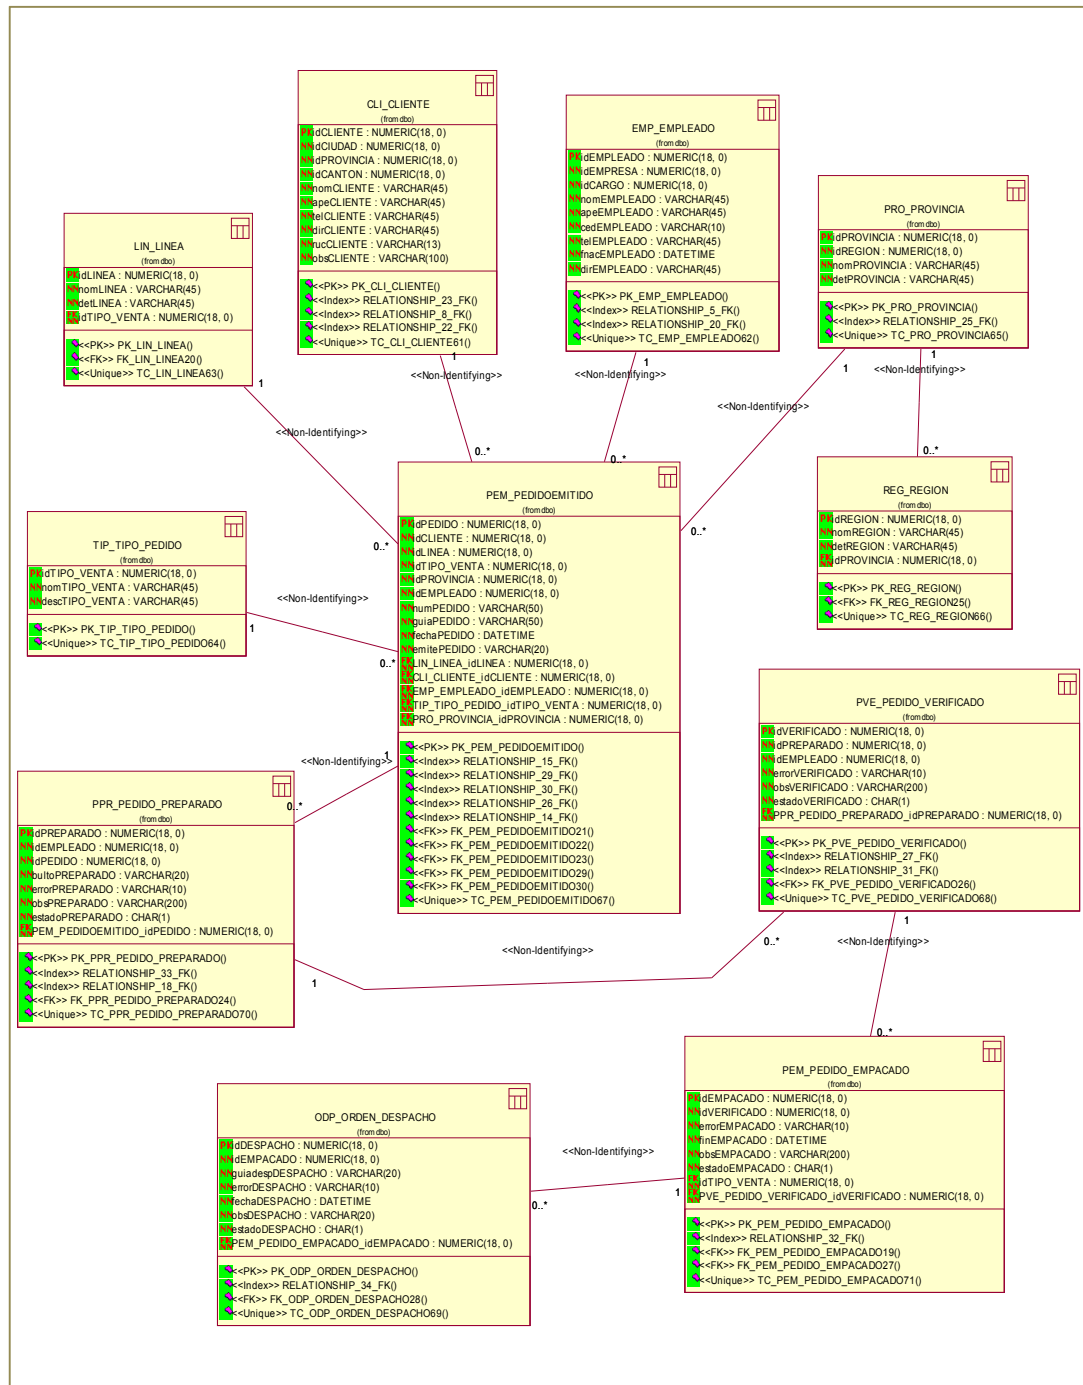 CLI_CLIENTE
(from dbo)
PK idCLIENTE : NUMERIC(18, 0)
NN idCIUDAD : NUMERIC(18, 0)
NN idPROVINCIA : NUMERIC(18, 0)
NN idCANTON : NUMERIC(18, 0)
NN nomCLIENTE : VARCHAR(45)
NN apeCLIENTE : VARCHAR(45)
NN telCLIENTE : VARCHAR(45)
NN dirCLIENTE : VARCHAR(45)
NN rucCLIENTE : VARCHAR(13)
NN obsCLIENTE : VARCHAR(100)
<<PK>> PK_CLI_CLIENTE()
<<Index>> RELATIONSHIP_23_FK()
<<Index>> RELATIONSHIP_8_FK()
<<Index>> RELATIONSHIP_22_FK()
<<Unique>> TC_CLI_CLIENTE61()
EMP_EMPLEADO
(from dbo)
PK idEMPLEADO : NUMERIC(18, 0)
NN idEMPRESA : NUMERIC(18, 0)
NN idCARGO : NUMERIC(18, 0)
NN nomEMPLEADO : VARCHAR(45)
NN apeEMPLEADO : VARCHAR(45)
NN cedEMPLEADO : VARCHAR(10)
NN telEMPLEADO : VARCHAR(45)
NN fnacEMPLEADO : DATETIME
NN dirEMPLEADO : VARCHAR(45)
<<PK>> PK_EMP_EMPLEADO()
<<Index>> RELATIONSHIP_5_FK()
<<Index>> RELATIONSHIP_20_FK()
<<Unique>> TC_EMP_EMPLEADO62()
PRO_PROVINCIA
(from dbo)
PK idPROVINCIA : NUMERIC(18, 0)
NN idREGION : NUMERIC(18, 0)
NN nomPROVINCIA : VARCHAR(45)
NN detPROVINCIA : VARCHAR(45)
<<PK>> PK_PRO_PROVINCIA()
<<Index>> RELATIONSHIP_25_FK()
<<Unique>> TC_PRO_PROVINCIA65()
LIN_LINEA
(from dbo)
PK idLINEA : NUMERIC(18, 0)
NN nomLINEA : VARCHAR(45)
NN detLINEA : VARCHAR(45)
FK NN idTIPO_VENTA : NUMERIC(18, 0)
<<PK>> PK_LIN_LINEA()
<<FK>> FK_LIN_LINEA20()
<<Unique>> TC_LIN_LINEA63()
1
<<Non-Identifying>>
0..*
1
<<Non-Identifying>>
0..*
1
<<Non-Identifying>>
0..*
1
<<Non-Identifying>>
0..*
1
<<Non-Identifying>>
0..*
REG_REGION
(from dbo)
PK idREGION : NUMERIC(18, 0)
NN nomREGION : VARCHAR(45)
NN detREGION : VARCHAR(45)
FK NN idPROVINCIA : NUMERIC(18, 0)
<<PK>> PK_REG_REGION()
<<FK>> FK_REG_REGION25()
<<Unique>> TC_REG_REGION66()
PEM_PEDIDOEMITIDO
(from dbo)
PK idPEDIDO : NUMERIC(18, 0)
NN idCLIENTE : NUMERIC(18, 0)
NN idLINEA : NUMERIC(18, 0)
NN idTIPO_VENTA : NUMERIC(18, 0)
NN idPROVINCIA : NUMERIC(18, 0)
NN idEMPLEADO : NUMERIC(18, 0)
NN numPEDIDO : VARCHAR(50)
NN guiaPEDIDO : VARCHAR(50)
NN fechaPEDIDO : DATETIME
NN emitePEDIDO : VARCHAR(20)
FK NN LIN_LINEA_idLINEA : NUMERIC(18, 0)
FK NN CLI_CLIENTE_idCLIENTE : NUMERIC(18, 0)
FK NN EMP_EMPLEADO_idEMPLEADO : NUMERIC(18, 0)
FK NN TIP_TIPO_PEDIDO_idTIPO_VENTA : NUMERIC(18, 0)
FK NN PRO_PROVINCIA_idPROVINCIA : NUMERIC(18, 0)
<<PK>> PK_PEM_PEDIDOEMITIDO()
<<Index>> RELATIONSHIP_15_FK()
<<Index>> RELATIONSHIP_29_FK()
<<Index>> RELATIONSHIP_30_FK()
<<Index>> RELATIONSHIP_26_FK()
<<Index>> RELATIONSHIP_14_FK()
<<FK>> FK_PEM_PEDIDOEMITIDO21()
<<FK>> FK_PEM_PEDIDOEMITIDO22()
<<FK>> FK_PEM_PEDIDOEMITIDO23()
<<FK>> FK_PEM_PEDIDOEMITIDO29()
<<FK>> FK_PEM_PEDIDOEMITIDO30()
<<Unique>> TC_PEM_PEDIDOEMITIDO67()
TIP_TIPO_PEDIDO
(from dbo)
PK idTIPO_VENTA : NUMERIC(18, 0)
NN nomTIPO_VENTA : VARCHAR(45)
NN descTIPO_VENTA : VARCHAR(45)
<<PK>> PK_TIP_TIPO_PEDIDO()
<<Unique>> TC_TIP_TIPO_PEDIDO64()
<<Non-Identifying>>
1
0..*
1
<<Non-Identifying>>
0..*
PVE_PEDIDO_VERIFICADO
(from dbo)
PK idVERIFICADO : NUMERIC(18, 0)
NN idPREPARADO : NUMERIC(18, 0)
NN idEMPLEADO : NUMERIC(18, 0)
NN errorVERIFICADO : VARCHAR(10)
NN obsVERIFICADO : VARCHAR(200)
NN estadoVERIFICADO : CHAR(1)
FK NN PPR_PEDIDO_PREPARADO_idPREPARADO : NUMERIC(18, 0)
<<PK>> PK_PVE_PEDIDO_VERIFICADO()
<<Index>> RELATIONSHIP_27_FK()
<<Index>> RELATIONSHIP_31_FK()
<<FK>> FK_PVE_PEDIDO_VERIFICADO26()
<<Unique>> TC_PVE_PEDIDO_VERIFICADO68()
PPR_PEDIDO_PREPARADO
(from dbo)
PK idPREPARADO : NUMERIC(18, 0)
NN idEMPLEADO : NUMERIC(18, 0)
NN idPEDIDO : NUMERIC(18, 0)
NN bultoPREPARADO : VARCHAR(20)
NN errorPREPARADO : VARCHAR(10)
NN obsPREPARADO : VARCHAR(200)
NN estadoPREPARADO : CHAR(1)
FK NN PEM_PEDIDOEMITIDO_idPEDIDO : NUMERIC(18, 0)
<<PK>> PK_PPR_PEDIDO_PREPARADO()
<<Index>> RELATIONSHIP_33_FK()
<<Index>> RELATIONSHIP_18_FK()
<<FK>> FK_PPR_PEDIDO_PREPARADO24()
<<Unique>> TC_PPR_PEDIDO_PREPARADO70()
<<Non-Identifying>>
0..*
1
1
<<Non-Identifying>>
0..*
PEM_PEDIDO_EMPACADO
(from dbo)
PK idEMPACADO : NUMERIC(18, 0)
NN idVERIFICADO : NUMERIC(18, 0)
NN errorEMPACADO : VARCHAR(10)
NN finEMPACADO : DATETIME
NN obsEMPACADO : VARCHAR(200)
NN estadoEMPACADO : CHAR(1)
FK NN idTIPO_VENTA : NUMERIC(18, 0)
FK NN PVE_PEDIDO_VERIFICADO_idVERIFICADO : NUMERIC(18, 0)
<<PK>> PK_PEM_PEDIDO_EMPACADO()
<<Index>> RELATIONSHIP_32_FK()
<<FK>> FK_PEM_PEDIDO_EMPACADO19()
<<FK>> FK_PEM_PEDIDO_EMPACADO27()
<<Unique>> TC_PEM_PEDIDO_EMPACADO71()
ODP_ORDEN_DESPACHO
(from dbo)
PK idDESPACHO : NUMERIC(18, 0)
NN idEMPACADO : NUMERIC(18, 0)
NN guiadespDESPACHO : VARCHAR(20)
NN errorDESPACHO : VARCHAR(10)
NN fechaDESPACHO : DATETIME
NN obsDESPACHO : VARCHAR(20)
NN estadoDESPACHO : CHAR(1)
FK NN PEM_PEDIDO_EMPACADO_idEMPACADO : NUMERIC(18, 0)
<<PK>> PK_ODP_ORDEN_DESPACHO()
<<Index>> RELATIONSHIP_34_FK()
<<FK>> FK_ODP_ORDEN_DESPACHO28()
<<Unique>> TC_ODP_ORDEN_DESPACHO69()
<<Non-Identifying>>
1
0..*